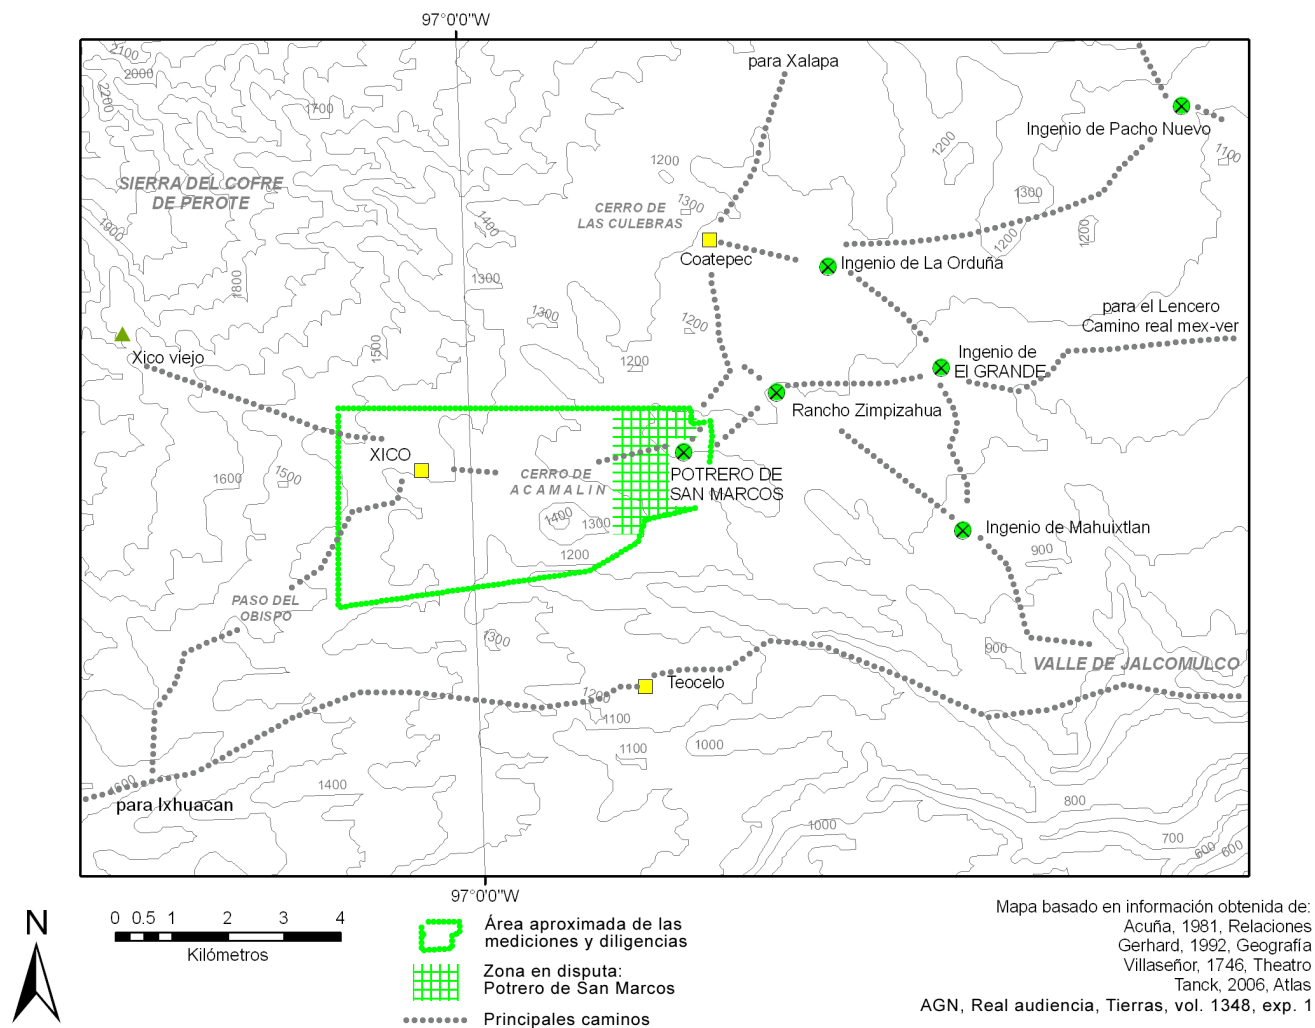 97°0'0"W
para Xalapa
2100
2000
2200
1700
Ingenio de Pacho Nuevo
1200
1100
1200
SIERRA DEL COFRE
DE PEROTE
1300
1300
CERRO DE
LAS CULEBRAS
1400
1900
1200
1200
Coatepec
Ingenio de La Orduña
1800
1300
1300
para el Lencero
Camino real mex-ver
1200
Xico viejo
1500
1200
Ingenio de
El GRANDE
Rancho Zimpizahua
XICO
1600
1500
CERRO DE
ACAMALIN
POTRERO DE
SAN MARCOS
1400
1300
Ingenio de Mahuixtlan
1200
900
PASO DEL
OBISPO
1300
900
VALLE DE JALCOMULCO
Teocelo
1200
1100
1100
1000
600
1400
para Ixhuacan
800
1000
700
600
600
97°0'0"W
N
0 0.5 1 2 3 4
Kilómetros
Área aproximada de las
mediciones y diligencias
Zona en disputa:
Potrero de San Marcos
Principales caminos
Mapa basado en información obtenida de:
Acuña, 1981, Relaciones
Gerhard, 1992, Geografía
Villaseñor, 1746, Theatro
Tanck, 2006, Atlas
AGN, Real audiencia, Tierras, vol. 1348, exp. 1